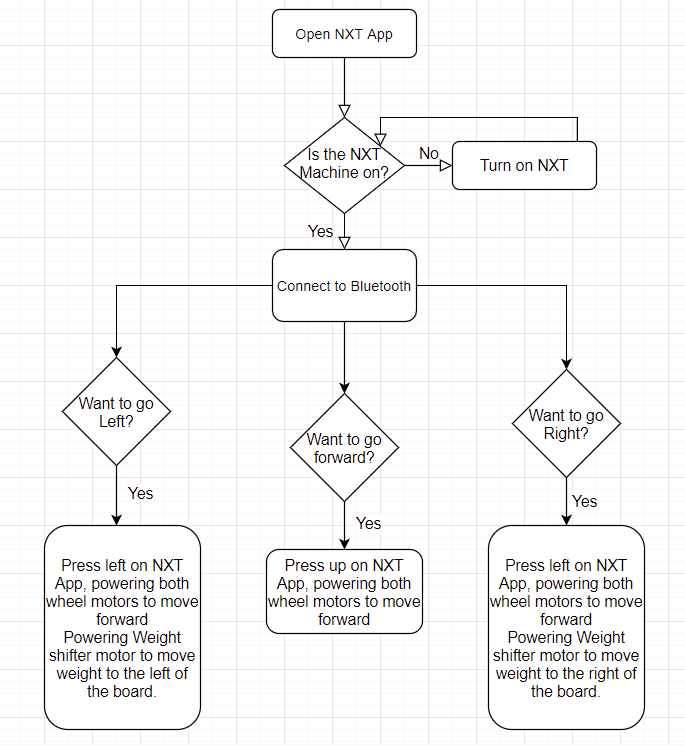 Open NXT App
Is the NXT
Machine on?
No
Turn on NXT
Yes
Connect to Bluetooth
Want to go
Left?
Want to go
forward?
Want to go
Right?
Yes
Yes
Yes
Press left on NXT
App, powering both
wheel motors to move
forward
Powering Weight
shifter motor to move
weight to the left of
the board.
Press up on NXT
App, powering both
wheel motors to move
forward
Press left on NXT
App, powering both
wheel motors to move
forward
Powering Weight
shifter motor to move
weight to the right of
the board.